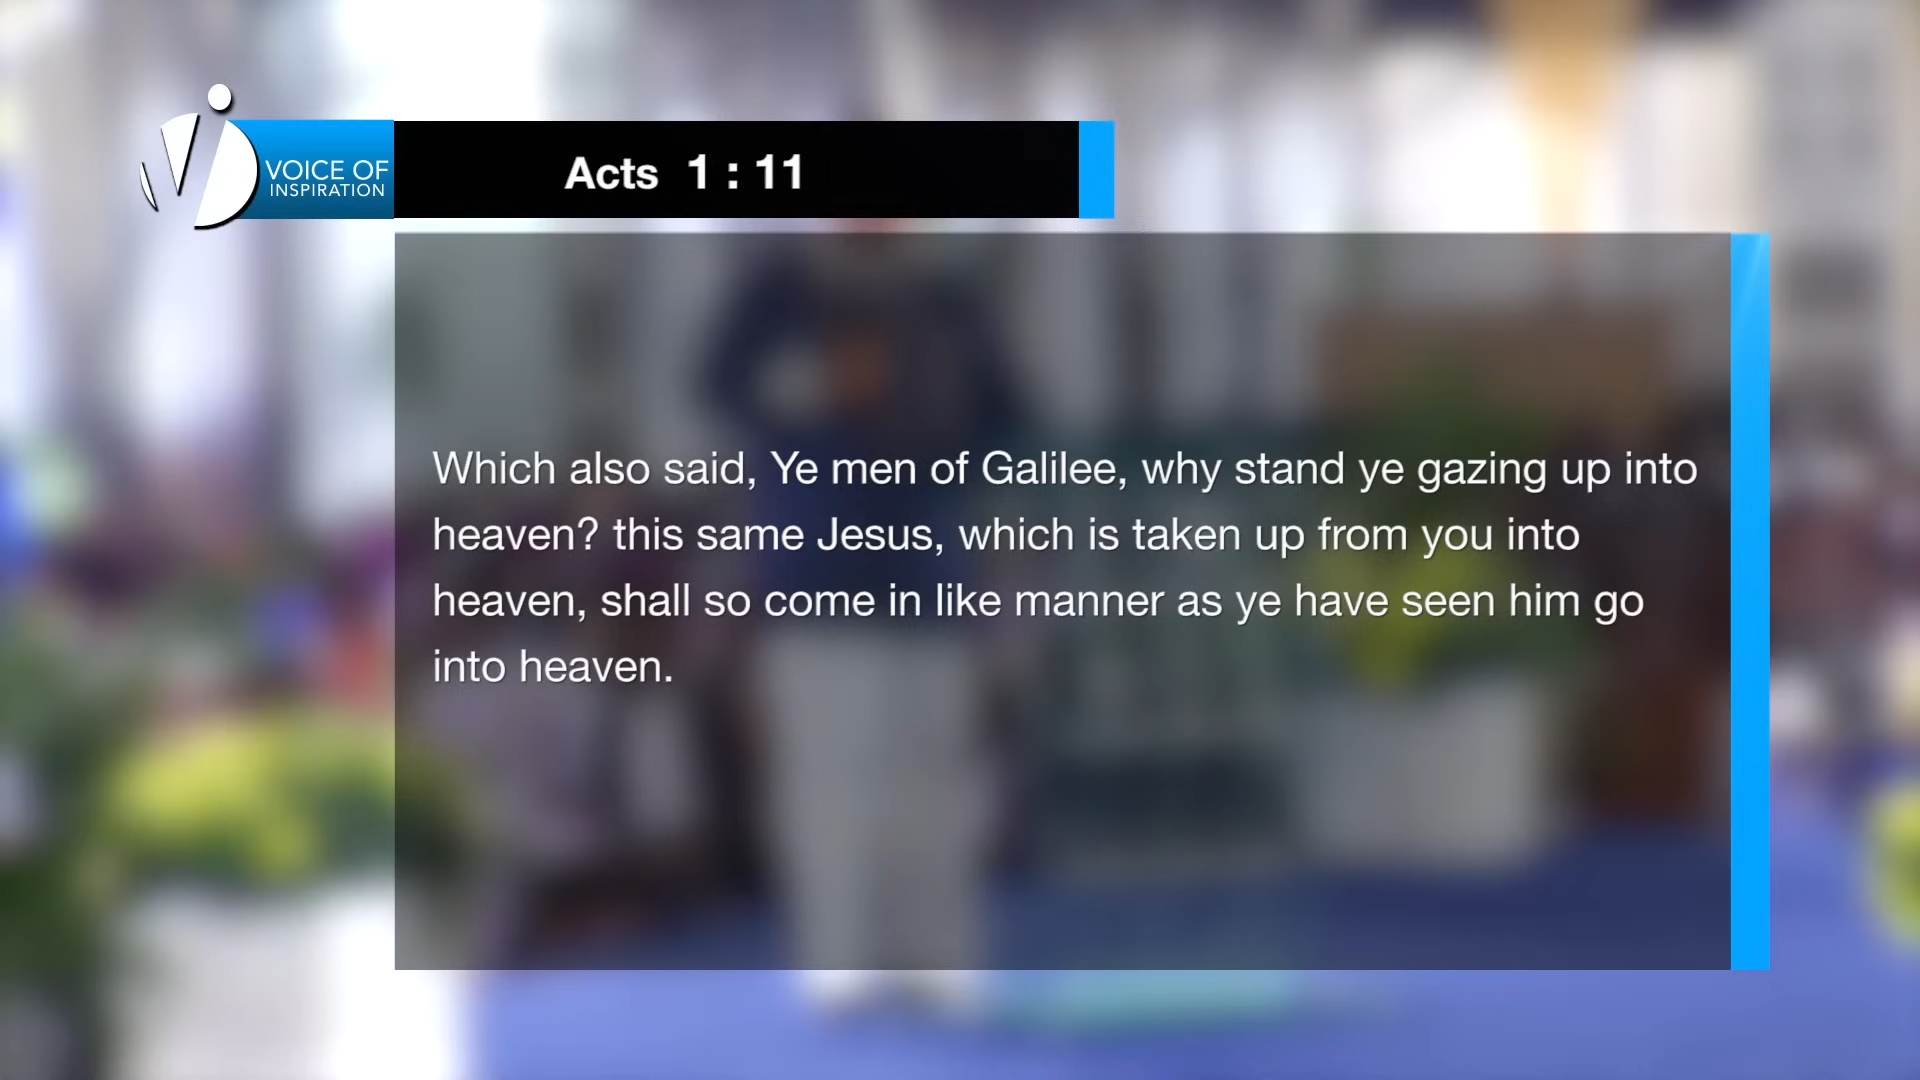 VOICE OF
INSPIRATION
Acts 1 : 11
Which also said, Ye men of Galilee, why stand ye gazing up into
heaven? this same Jesus, which is taken up from you into
heaven, shall so come in like manner as ye have seen him go
into heaven.